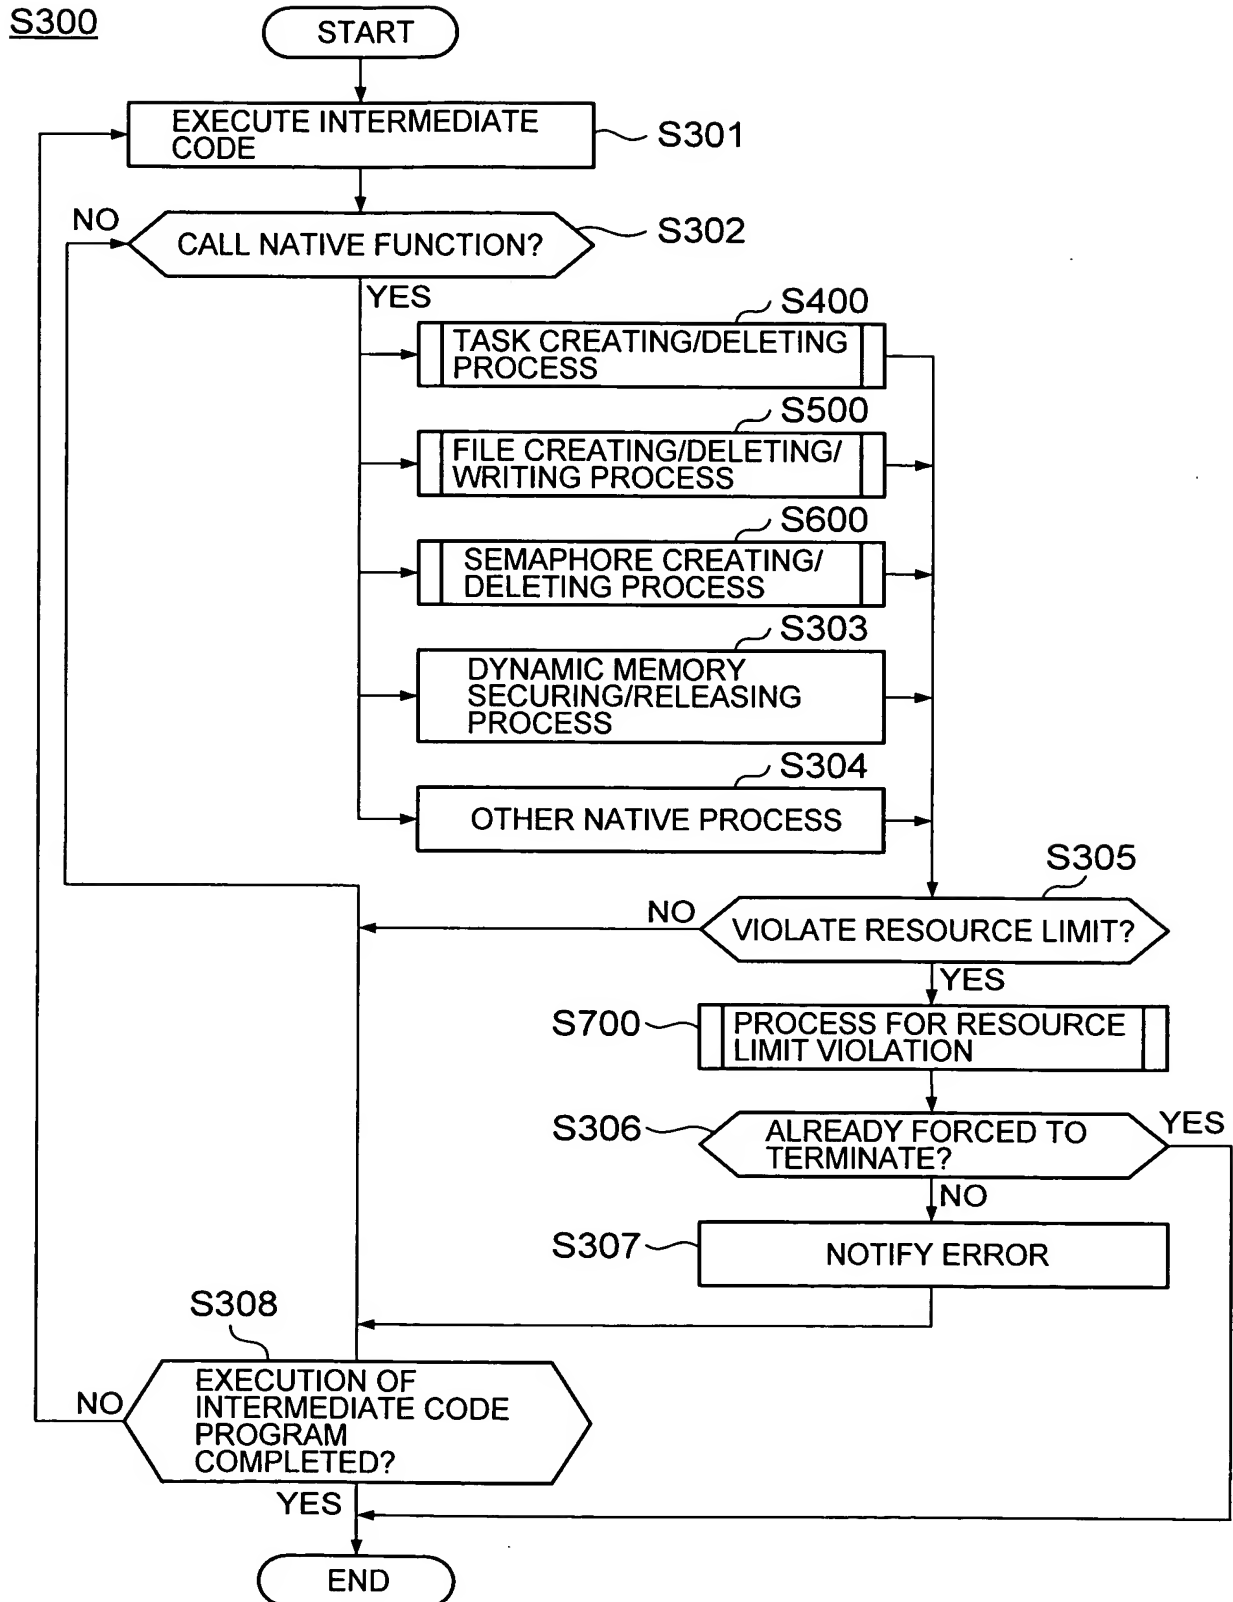 S300
START
EXECUTE INTERMEDIATE
CODE
S301
NO
CALL NATIVE FUNCTION?
S302
YES
S400
TASK CREATING/DELETING
PROCESS
S500
FILE CREATING/DELETING/
WRITING PROCESS
S600
SEMAPHORE CREATING/
DELETING PROCESS
S303
DYNAMIC MEMORY
SECURING/RELEASING
PROCESS
S304
OTHER NATIVE PROCESS
S305
NO
VIOLATE RESOURCE LIMIT?
YES
S700
PROCESS FOR RESOURCE
LIMIT VIOLATION
S306
ALREADY FORCED TO
TERMINATE?
YES
NO
S307
NOTIFY ERROR
S308
NO
EXECUTION OF
INTERMEDIATE CODE
PROGRAM
COMPLETED?
YES
END